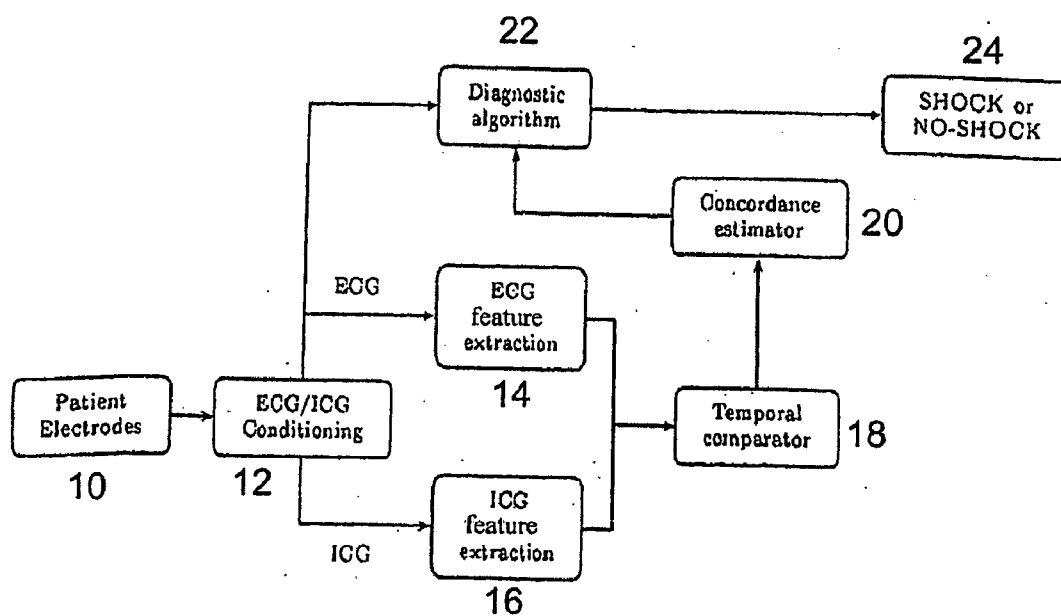 22
24
Diagnostic
algorithm
SHOCK or
NO-SHOCK
Concordance
estimator
20
ECG
ECG
feature
extraction
14
Patient
Electrodes
10
ECG/ICG
Conditioning
12
Temporal
comparator
18
ICG
ICG
feature
extraction
16